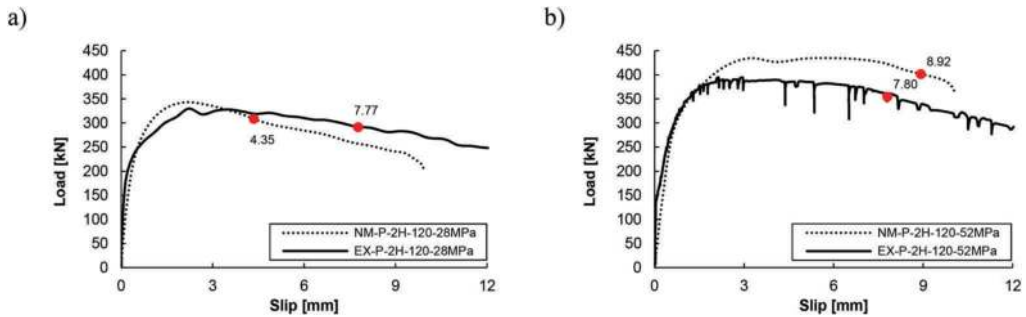 a)
450
400
350
300
250
200
150
100
50
0
Load [kN]
7.77
4.35
NM-P-2H-120-28MPa
EX-P-2H-120-28MPa
0 3 6 9 12
Slip [mm]
b)
450
400
350
300
250
200
150
100
50
0
Load [kN]
8.92
7.80
NM-P-2H-120-52MPa
EX-P-2H-120-52MPa
0 3 6 9 12
Slip [mm]